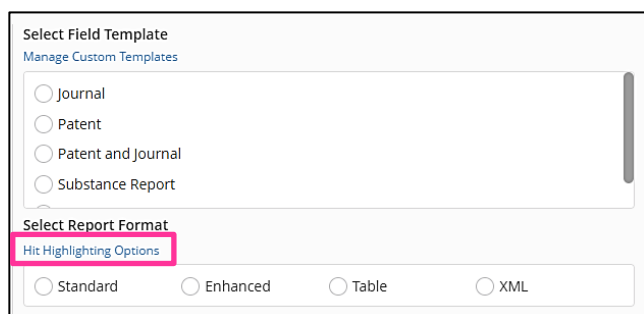 Select Field Template
Manage Custom Templates
Journal
Patent
Patent and Journal
Substance Report
Select Report Format
Hit Highlighting Options
Standard Enhanced Table XML